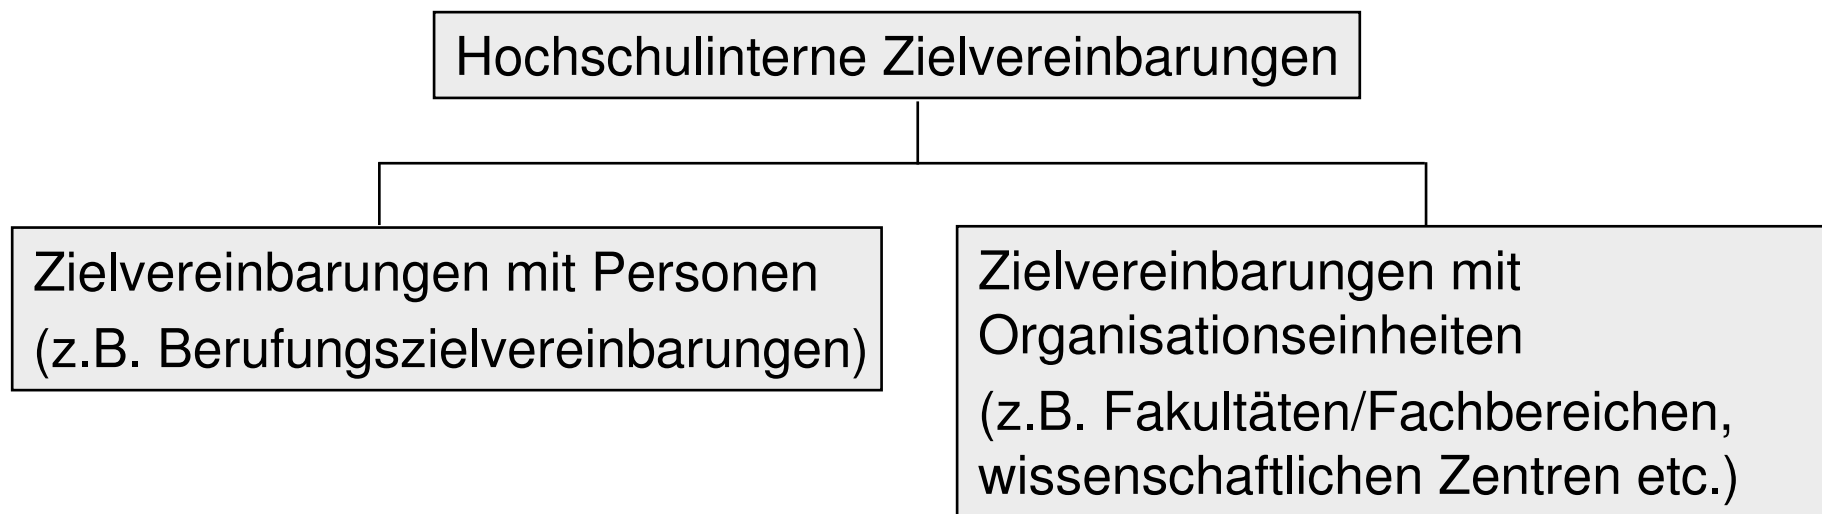 Hochschulinterne Zielvereinbarungen
Zielvereinbarungen mit Personen
(z.B. Berufungszielvereinbarungen)
Zielvereinbarungen mit
Organisationseinheiten
(z.B. Fakultäten/Fachbereichen,
wissenschaftlichen Zentren etc.)